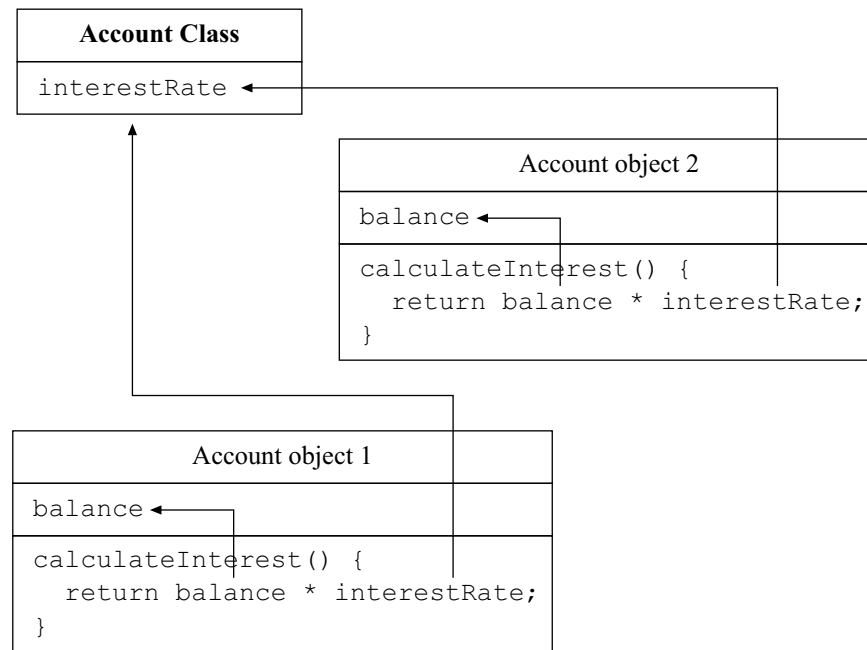 Account Class
interestRate
Account object 2
balance
calculateInterest() {
  return balance * interestRate;
}
Account object 1
balance
calculateInterest() {
  return balance * interestRate;
}